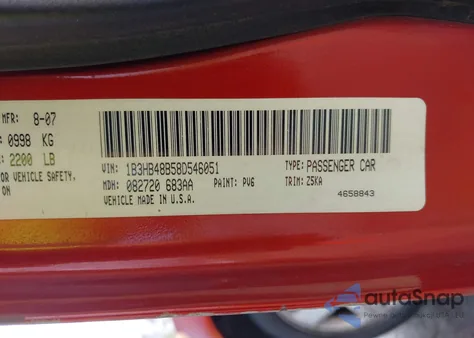 MFR: 8-07
0998 KG
2200 LB
OR VEHICLE SAFETY.
ON
VIN: 1B3HB48B58D546051
TYPE: PASSENGER CAR
MDH: 082720 683AA
PAINT: PV6
TRIM: Z5KA
VEHICLE MADE IN U.S.A.
4658843
autoSnap